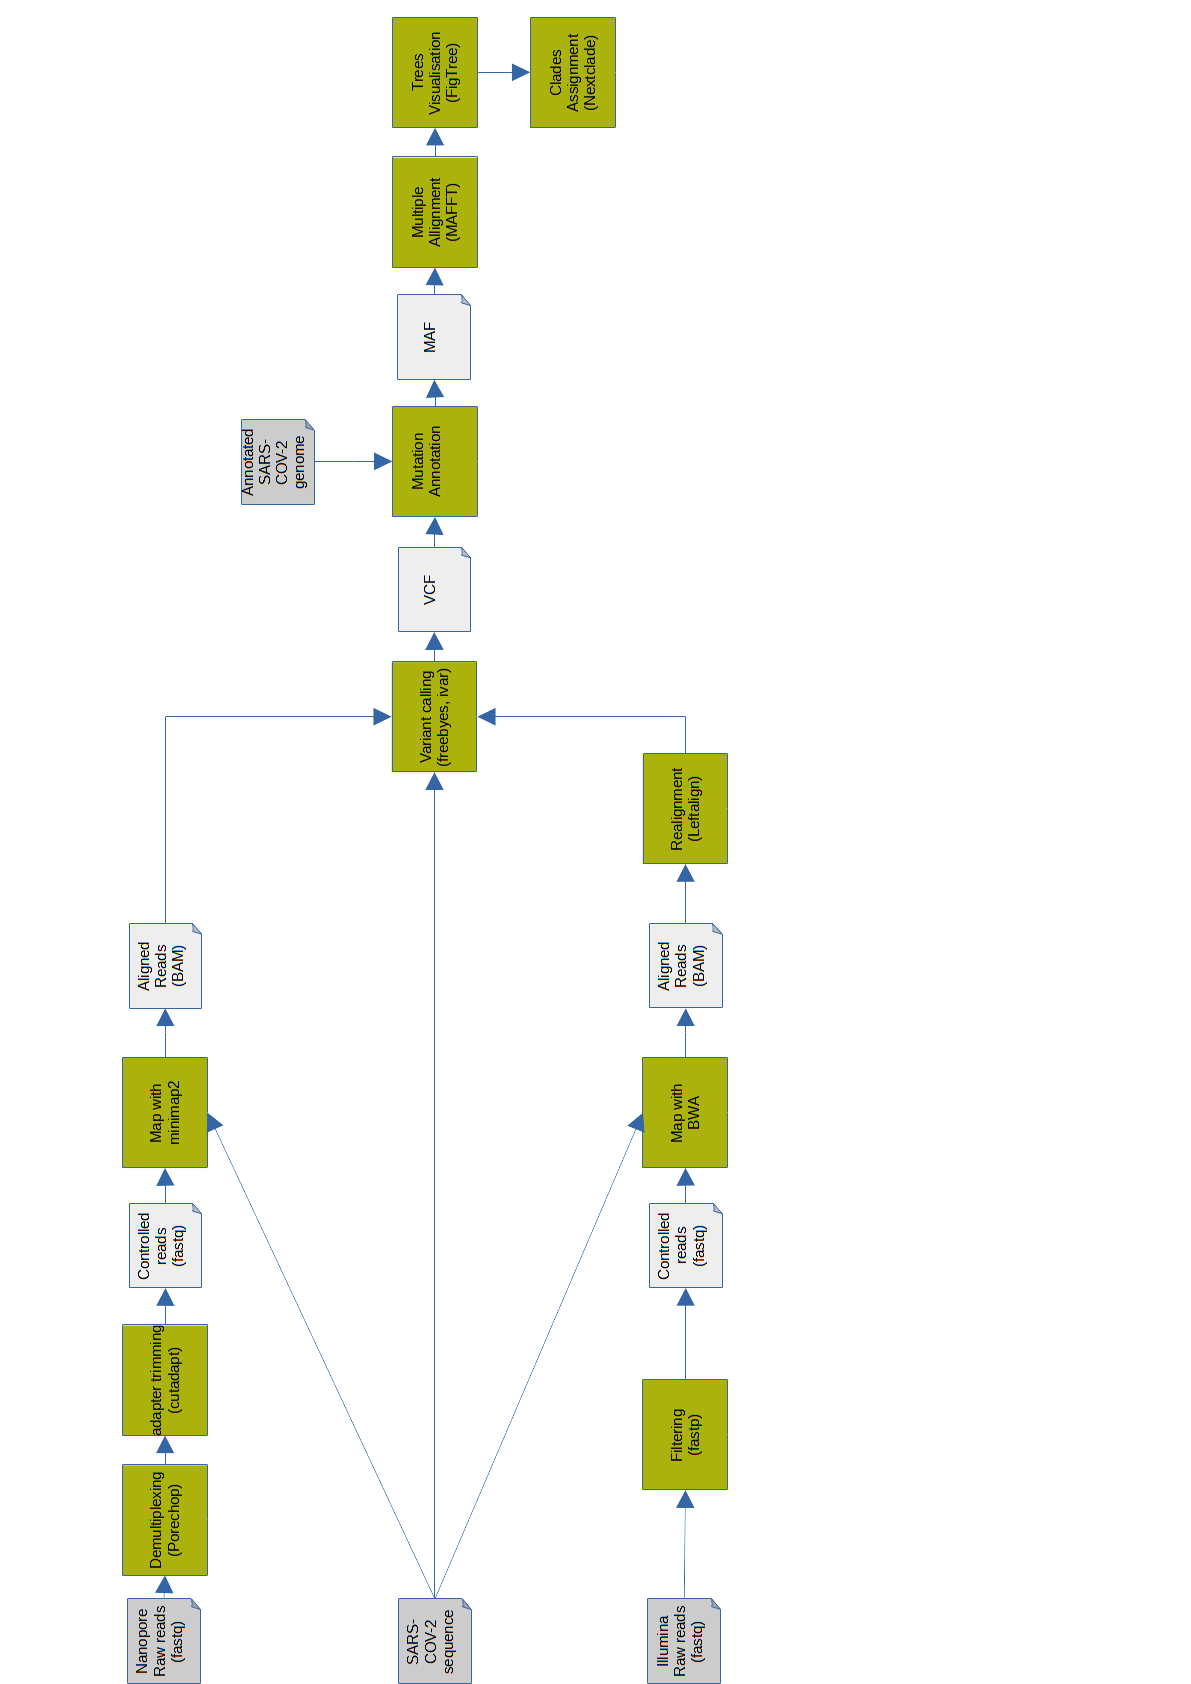 Trees
Visualisation
(FigTree)
Clades
Assignment
(Nextclade)
Multiple
Allignment
(MAFFT)
MAF
Annotated
SARS-
COV-2
genome
Mutation
Annotation
VCF
Variant calling
(freebyes, ivar)
Realignment
(Leftalign)
Aligned
Reads
(BAM)
Aligned
Reads
(BAM)
Map with
minimap2
Map with
BWA
Controlled
reads
(fastq)
Controlled
reads
(fastq)
adapter trimming
(cutadapt)
Filtering
(fastp)
Demultiplexing
(Porechop)
Nanopore
Raw reads
(fastq)
SARS-
COV-2
sequence
Illumina
Raw reads
(fastq)